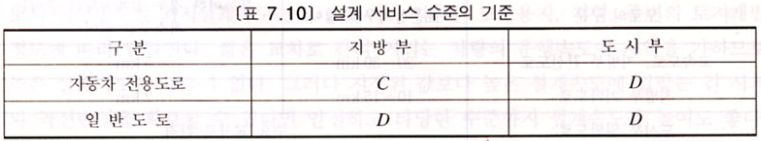 [표 7.10] 설계 서비스 수준의 기준
구 분 지 방 부 도 시 부
자동차 전용도로 C D
일 반 도 로 D D